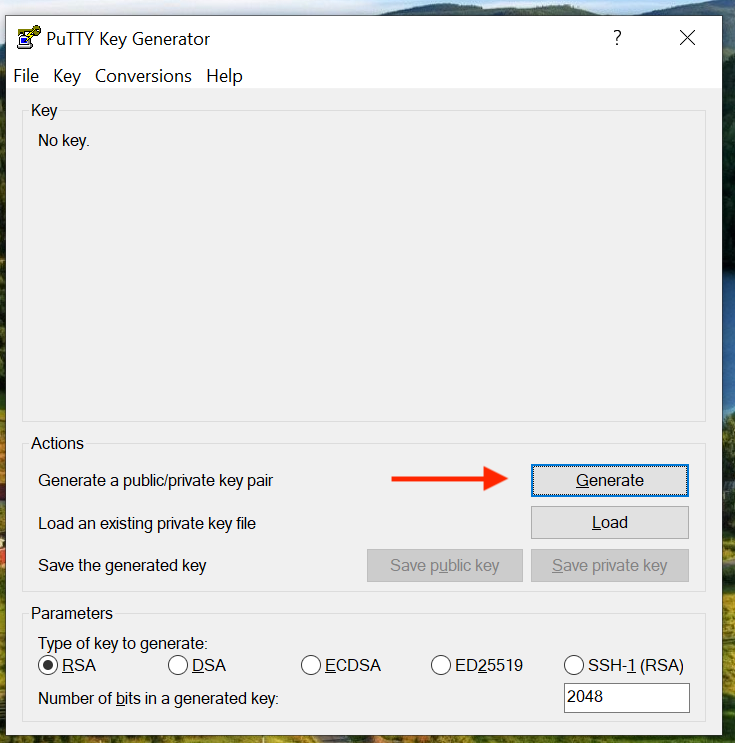 PuTTY Key Generator ?
File Key Conversions Help
Key
No key.
Actions
Generate a public/private key pair Generate
Load an existing private key file Load
Save the generated key Save public key Save private key
Parameters
Type of key to generate:
RSA DSA ECDSA ED25519 SSH-1 (RSA)
Number of bits in a generated key: 2048